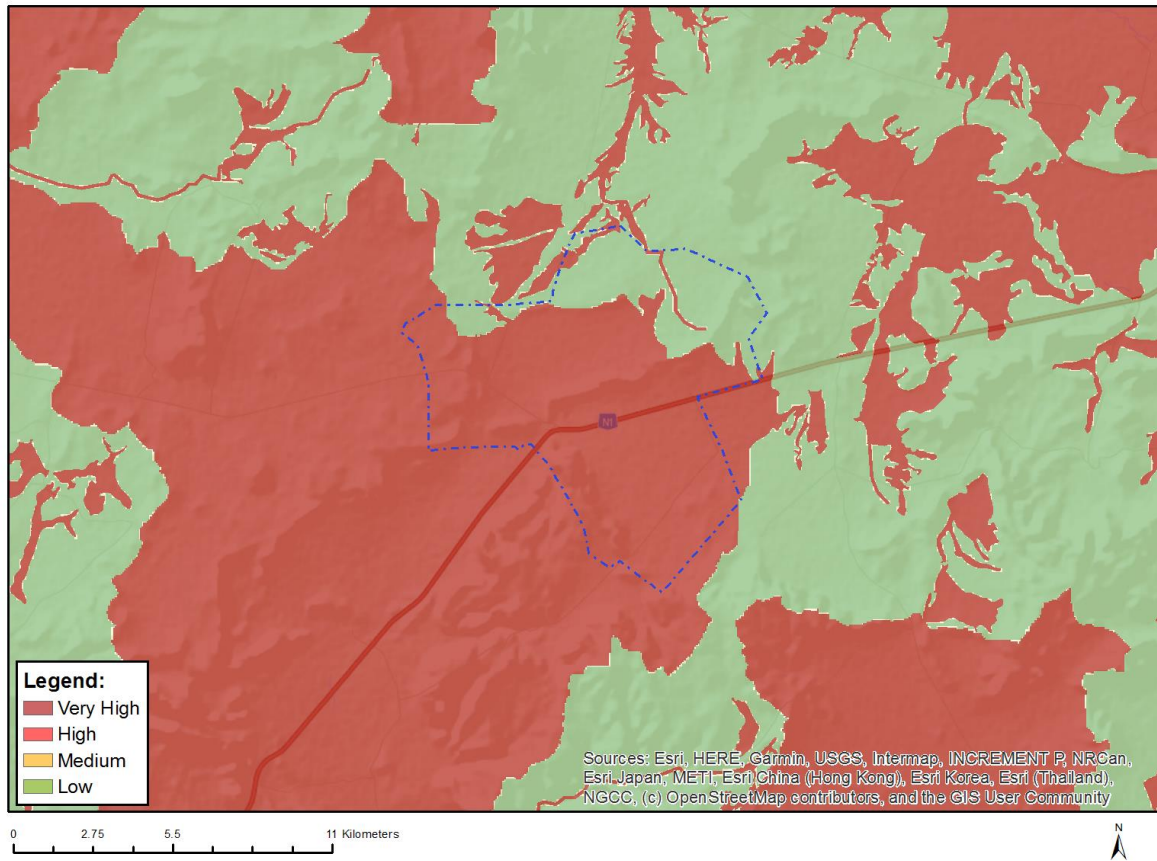 N1
Legend:
Very High
High
Medium
Low
Sources: Esri, HERE, Garmin, USGS, Intermap, INCREMENT P, NRCan,
Esri Japan, METI, Esri China (Hong Kong), Esri Korea, Esri (Thailand),
NGCC, (c) OpenStreetMap contributors, and the GIS User Community
0 2.75 5.5 11 Kilometers
N